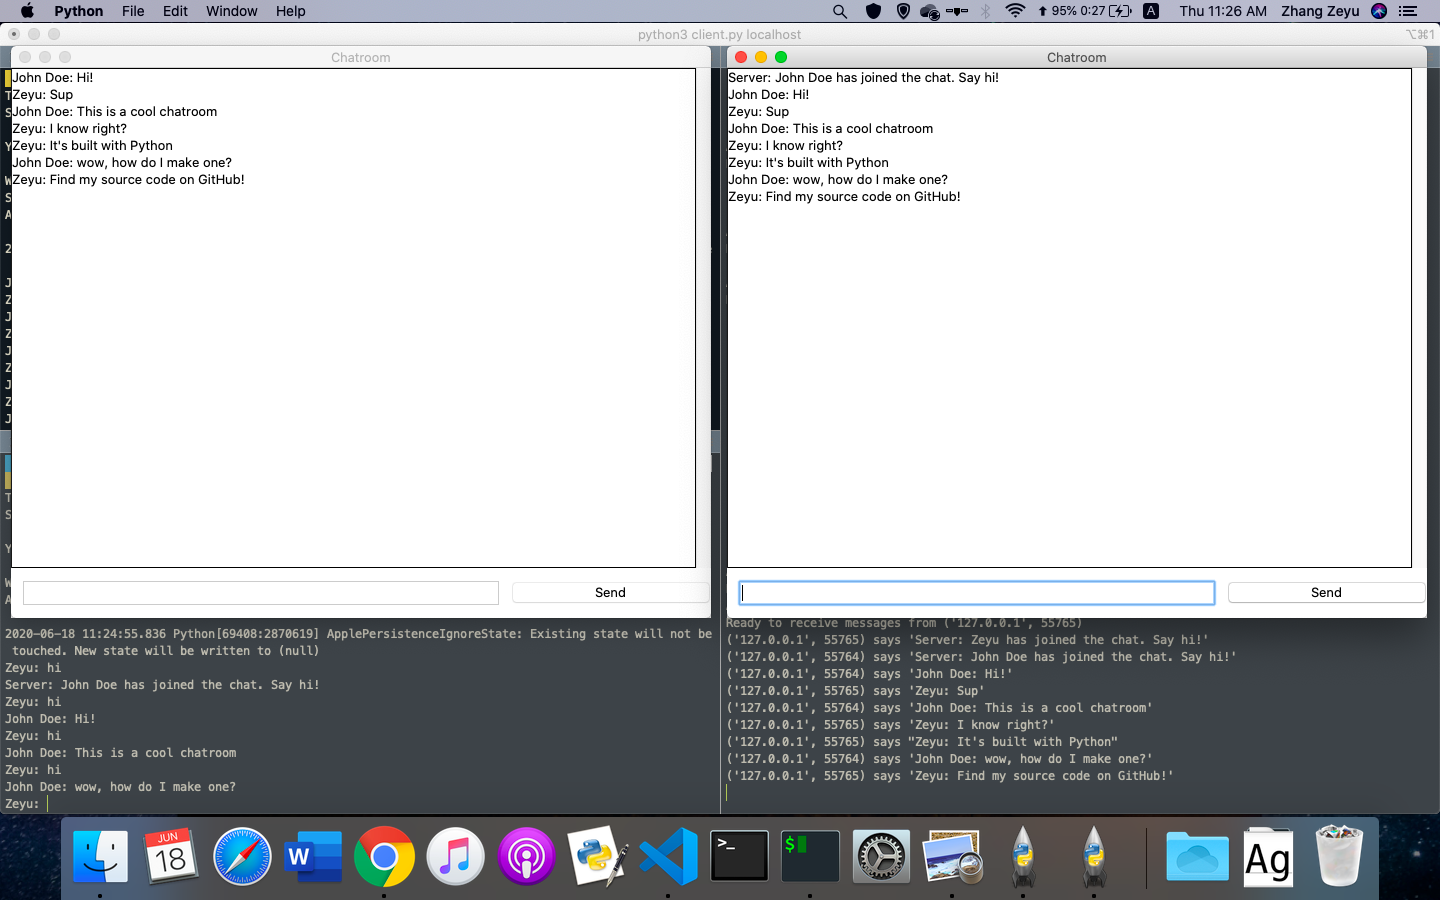 Python File Edit Window Help 95% 0:27 A Thu 11:26 AM Zhang Zeyu
python3 client.py localhost ⌥⌘1
Chatroom
John Doe: Hi!
Zeyu: Sup
John Doe: This is a cool chatroom
Zeyu: I know right?
Zeyu: It's built with Python
John Doe: wow, how do I make one?
Zeyu: Find my source code on GitHub!
Send
Chatroom
Server: John Doe has joined the chat. Say hi!
John Doe: Hi!
Zeyu: Sup
John Doe: This is a cool chatroom
Zeyu: I know right?
Zeyu: It's built with Python
John Doe: wow, how do I make one?
Zeyu: Find my source code on GitHub!
Send
2020-06-18 11:24:55.836 Python[69408:2870619] ApplePersistenceIgnoreState: Existing state will not be
touched. New state will be written to (null)
Zeyu: hi
Server: John Doe has joined the chat. Say hi!
Zeyu: hi
John Doe: Hi!
Zeyu: hi
John Doe: This is a cool chatroom
Zeyu: hi
John Doe: wow, how do I make one?
Zeyu:
Ready to receive messages from ('127.0.0.1', 55765)
('127.0.0.1', 55765) says 'Server: Zeyu has joined the chat. Say hi!'
('127.0.0.1', 55764) says 'Server: John Doe has joined the chat. Say hi!'
('127.0.0.1', 55764) says 'John Doe: Hi!'
('127.0.0.1', 55765) says 'Zeyu: Sup'
('127.0.0.1', 55764) says 'John Doe: This is a cool chatroom'
('127.0.0.1', 55765) says 'Zeyu: I know right?'
('127.0.0.1', 55765) says "Zeyu: It's built with Python"
('127.0.0.1', 55764) says 'John Doe: wow, how do I make one?'
('127.0.0.1', 55765) says 'Zeyu: Find my source code on GitHub!'
JUN
18
W
>_
$
Ag